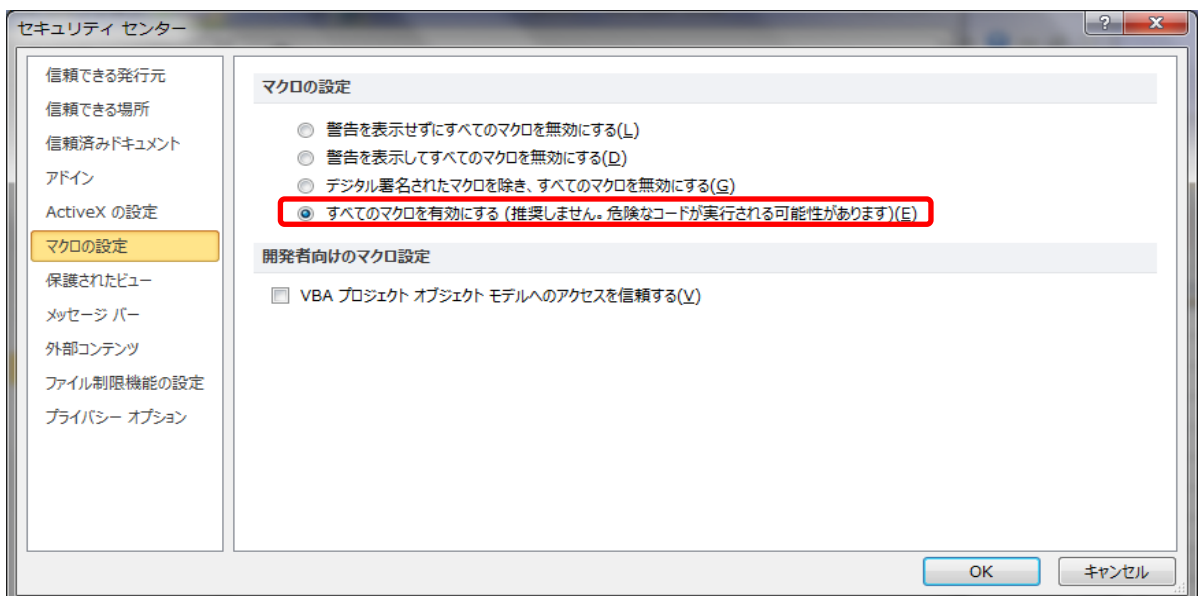 セキュリティ センター
?
信頼できる発行元
信頼できる場所
信頼済みドキュメント
アドイン
ActiveX の設定
マクロの設定
保護されたビュー
メッセージ バー
外部コンテンツ
ファイル制限機能の設定
プライバシー オプション
マクロの設定
警告を表示せずにすべてのマクロを無効にする(L)
警告を表示してすべてのマクロを無効にする(D)
デジタル署名されたマクロを除き、すべてのマクロを無効にする(G)
すべてのマクロを有効にする (推奨しません。危険なコードが実行される可能性があります)(E)
開発者向けのマクロ設定
VBA プロジェクト オブジェクト モデルへのアクセスを信頼する(V)
OK
キャンセル